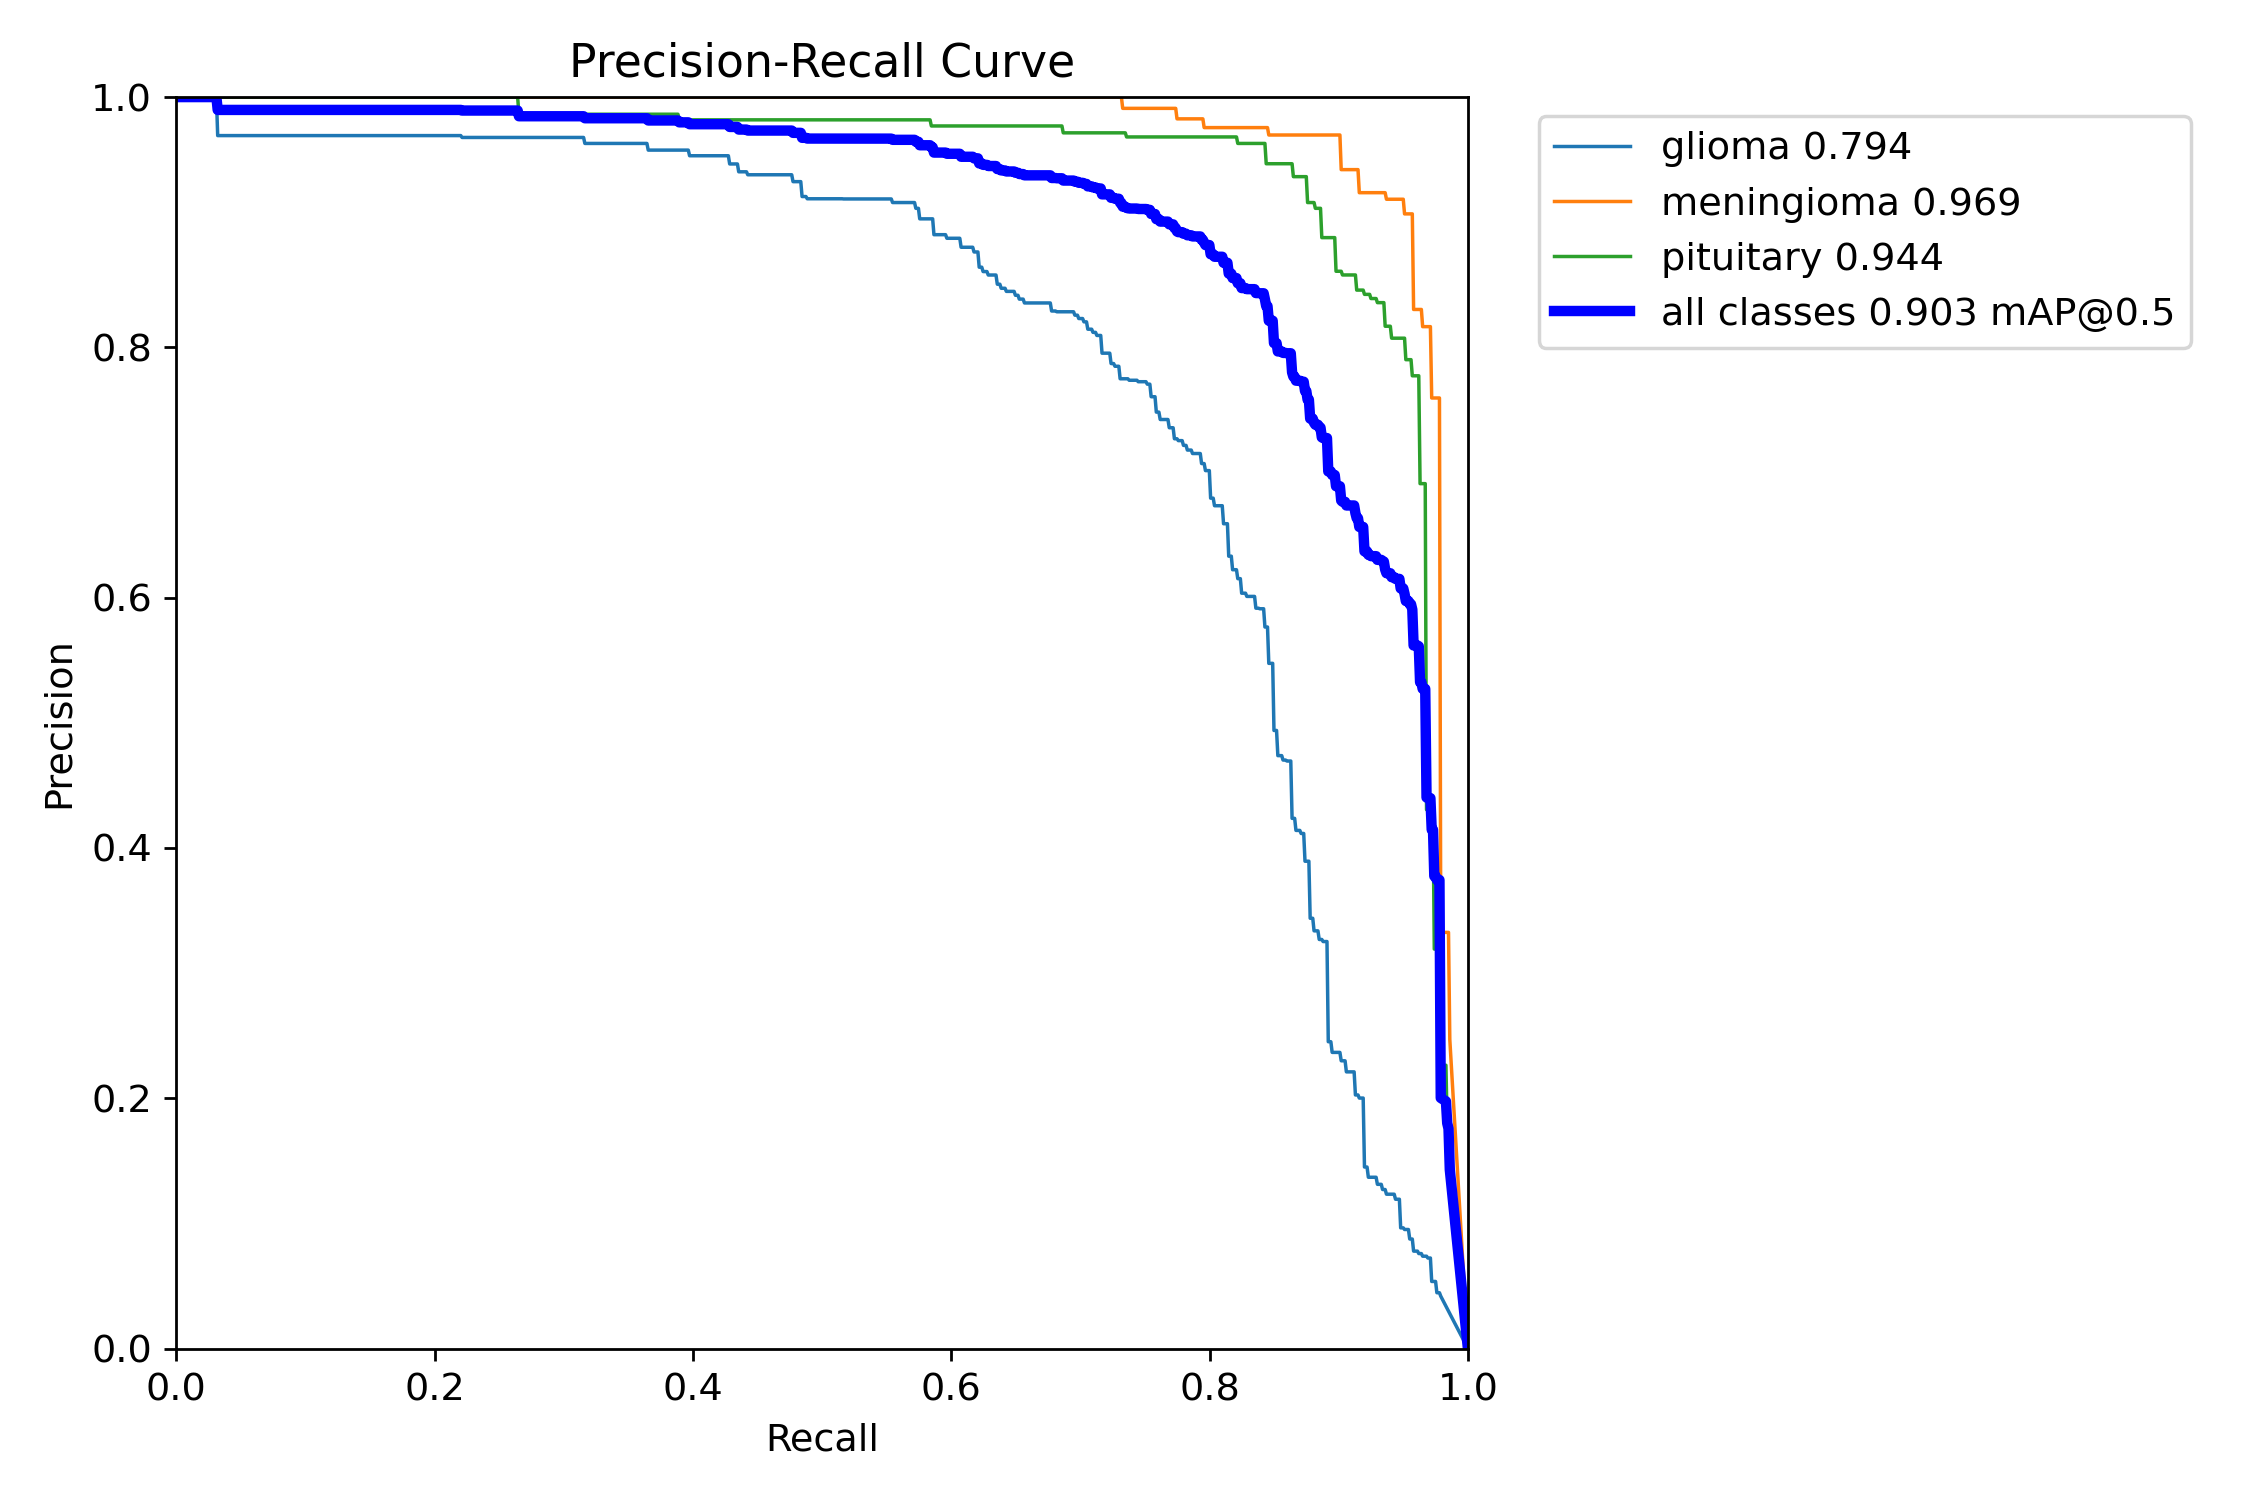 Precision-Recall Curve
1.0
0.8
0.6
0.4
0.2
0.0
Precision
0.0 0.2 0.4 0.6 0.8 1.0
Recall
glioma 0.794
meningioma 0.969
pituitary 0.944
all classes 0.903 mAP@0.5